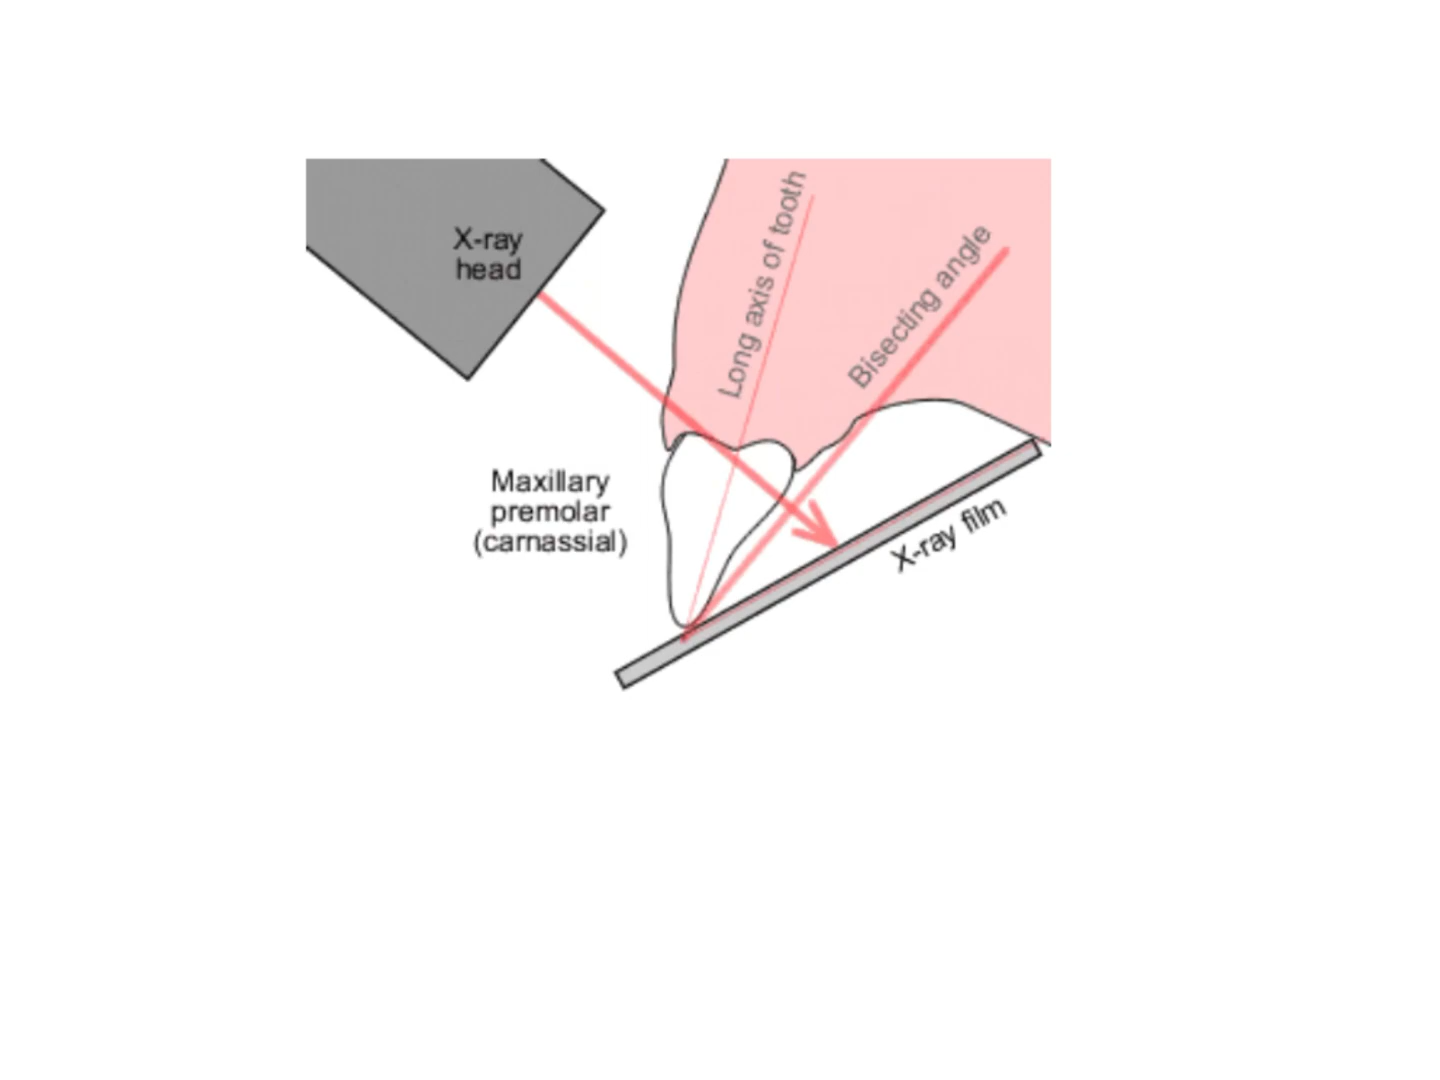 X-ray
head
Long axis of tooth
Bisecting angle
Maxillary
premolar
(carnassial)
X-ray film